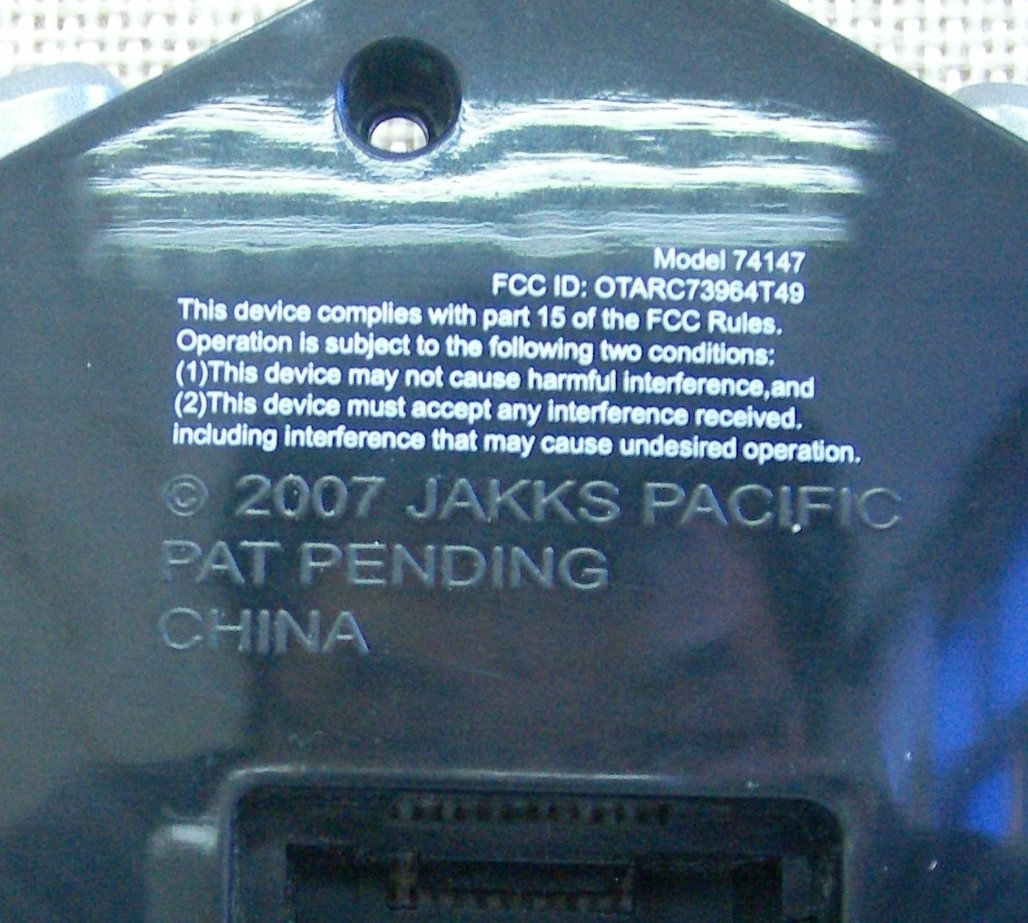 Model 74147
FCC ID: OTARC73964T49
This device complies with part 15 of the FCC Rules.
Operation is subject to the following two conditions:
(1)This device may not cause harmful interference,and
(2)This device must accept any interference received.
including interference that may cause undesired operation.
© 2007 JAKKS PACIFIC
PAT PENDING
CHINA